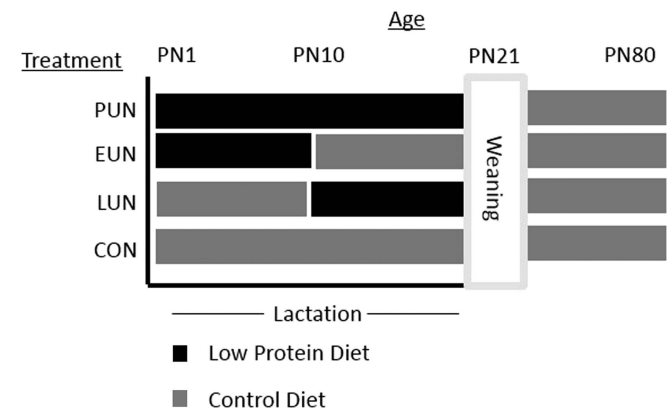 Age
Treatment PN1 PN10 PN21 PN80
PUN
EUN
LUN
CON
Weaning
Lactation
Low Protein Diet
Control Diet